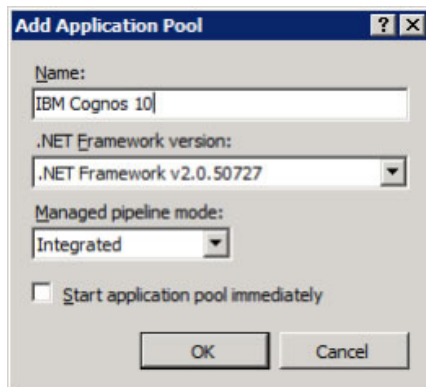 Add Application Pool
Name:
IBM Cognos 10
.NET Framework version:
.NET Framework v2.0.50727
Managed pipeline mode:
Integrated
Start application pool immediately
OK Cancel